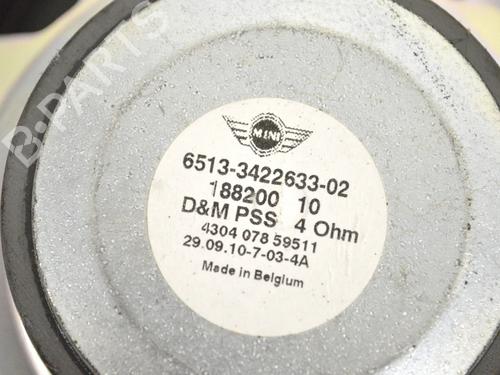 B-PARTS
MINI
6513-3422633-02
188200 10
D&M PSS 4 Ohm
4304 078 59511
29.09.10-7-03-4A
Made in Belgium